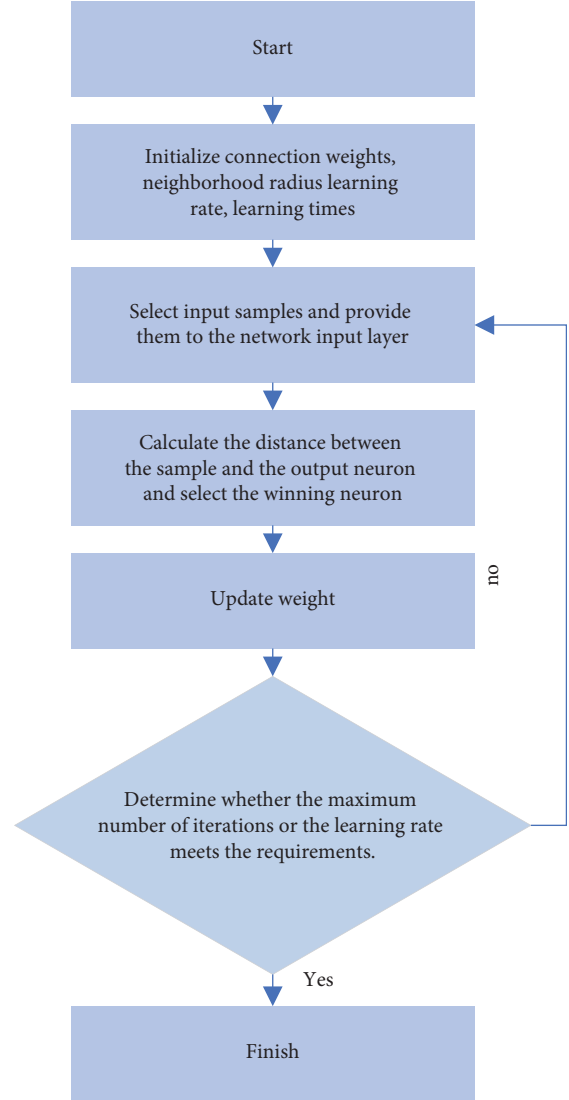 Start
Initialize connection weights,
neighborhood radius learning
rate, learning times
Select input samples and provide
them to the network input layer
Calculate the distance between
the sample and the output neuron
and select the winning neuron
Update weight
no
Determine whether the maximum
number of iterations or the learning rate
meets the requirements.
Yes
Finish